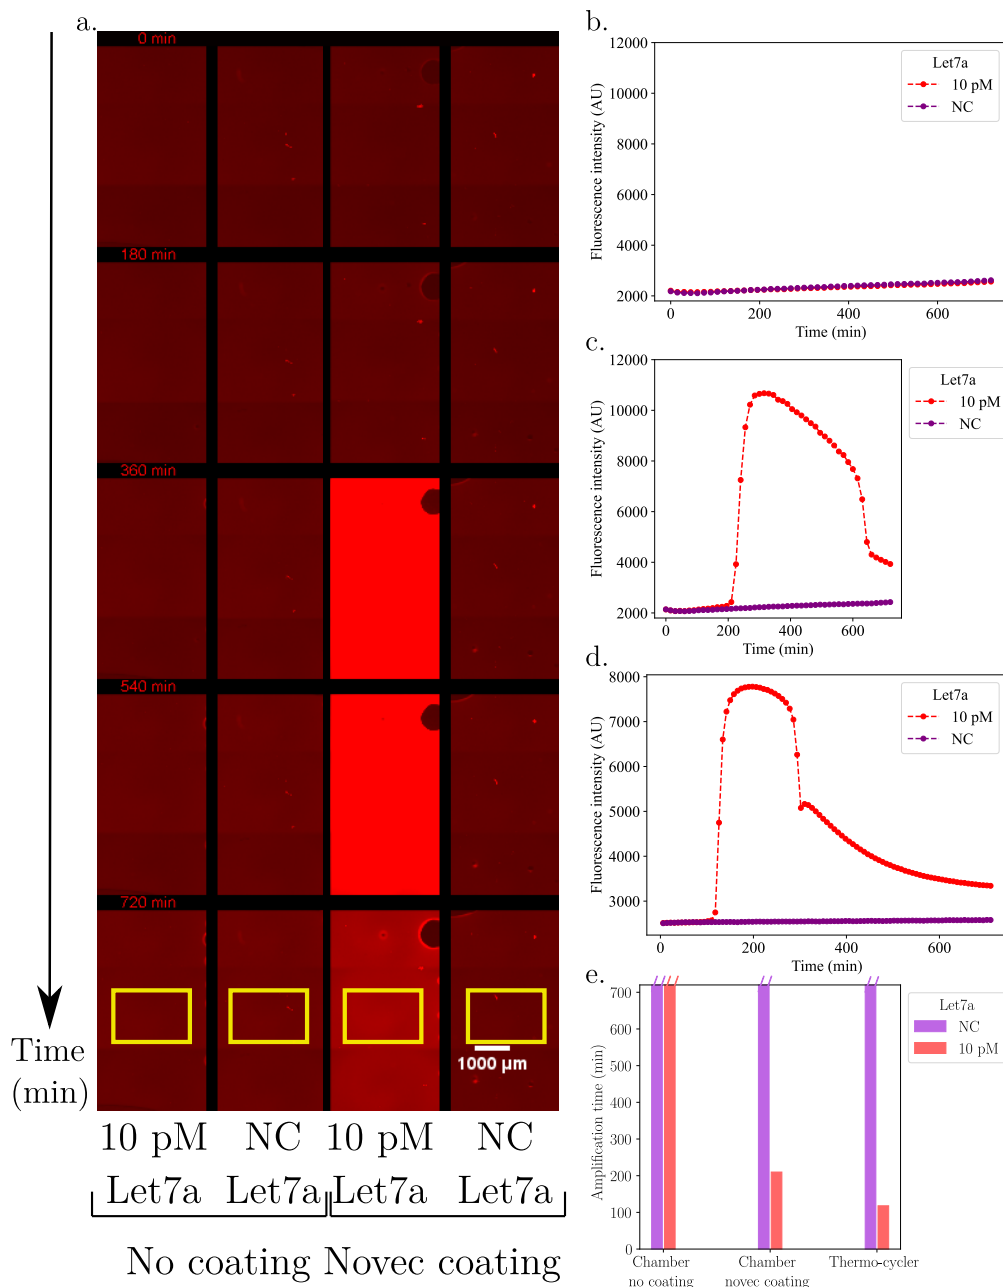 a.
0 min
180 min
360 min
540 min
720 min
1000 µm
Time
(min)
10 pM NC 10 pM NC
Let7a Let7a Let7a Let7a
No coating Novec coating
b.
12000
10000
8000
6000
4000
2000
Fluorescence intensity (AU)
0 200 400 600
Time (min)
Let7a
10 pM
NC
c.
12000
10000
8000
6000
4000
2000
Fluorescence intensity (AU)
0 200 400 600
Time (min)
Let7a
10 pM
NC
d.
8000
7000
6000
5000
4000
3000
Fluorescence intensity (AU)
0 200 400 600
Time (min)
Let7a
10 pM
NC
e.
700
600
500
400
300
200
100
0
Amplification time (min)
Chamber Chamber Thermo-cycler
no coating novec coating
Let7a
NC
10 pM